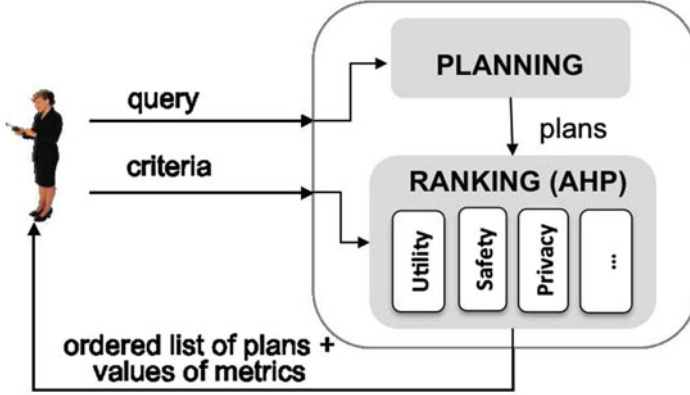 PLANNING
query
plans
criteria
RANKING (AHP)
Utility
Safety
Privacy
...
ordered list of plans +
values of metrics